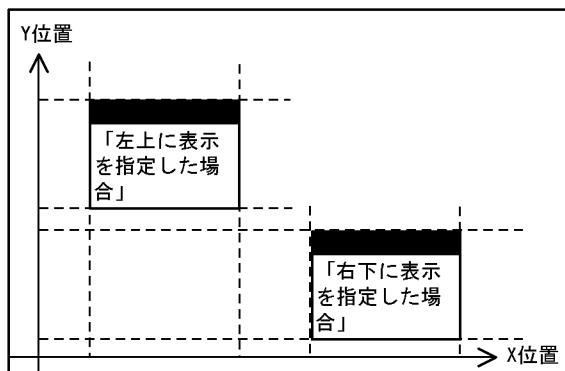 Y位置
「左上に表示
を指定した場
合」
「右下に表示
を指定した場
合」
X位置